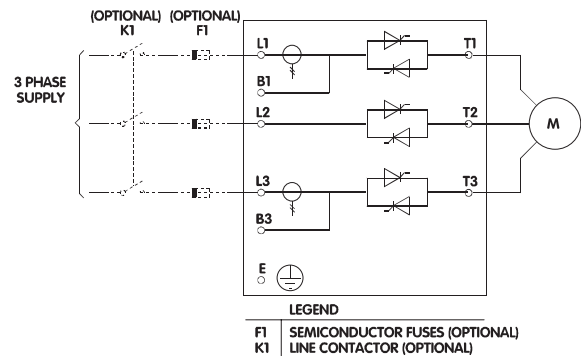 (OPTIONAL) (OPTIONAL)
K1 F1
L1 T1
B1
3 PHASE
SUPPLY
L2 T2
M
L3 T3
B3
E
LEGEND
F1 SEMICONDUCTOR FUSES (OPTIONAL)
K1 LINE CONTACTOR (OPTIONAL)